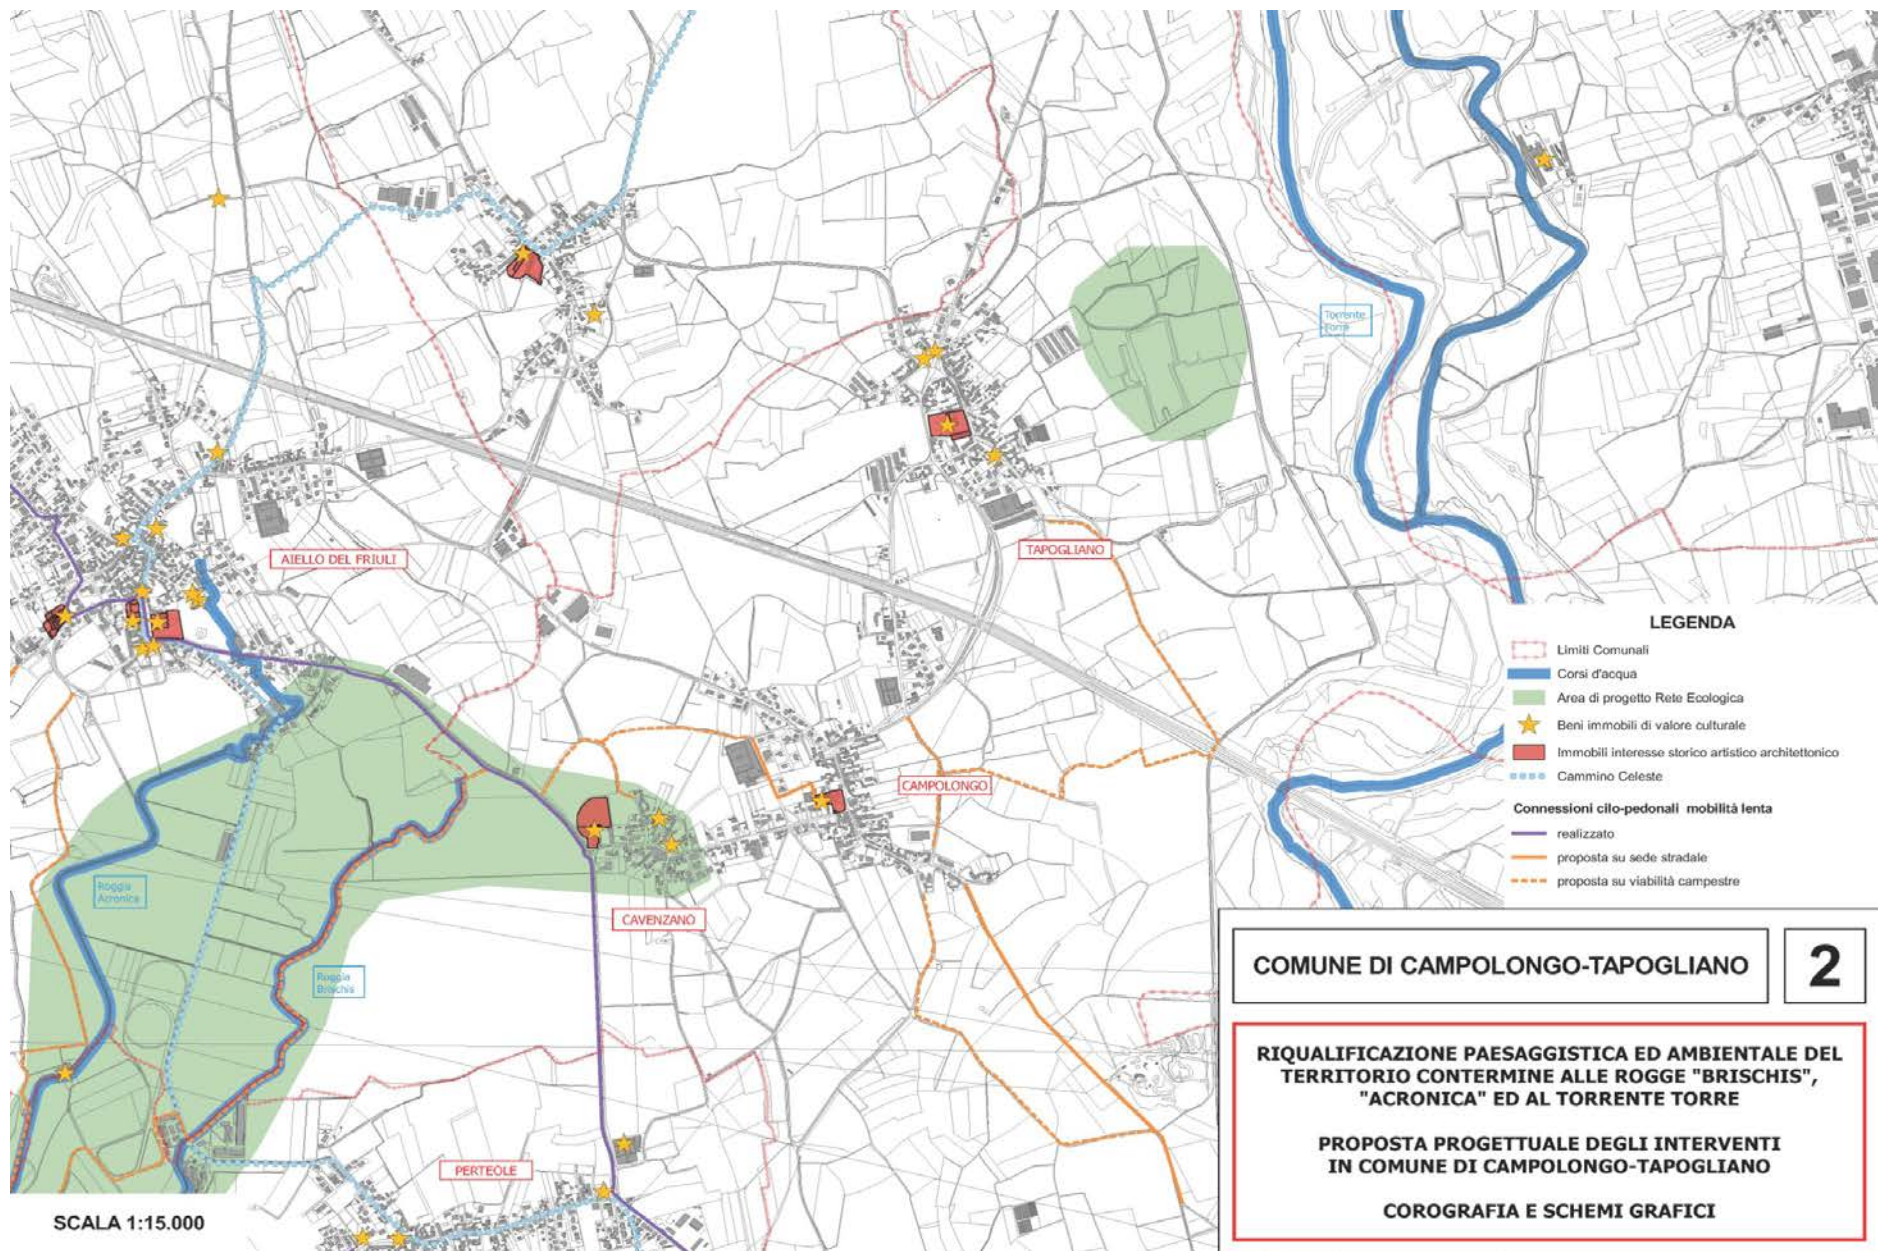 Torrente
Torre
AIELLO DEL FRIULI
TAPOGLIANO
CAMPOLONGO
Roggia
Acronica
CAVENZANO
Roggia
Brischis
PERTEOLE
SCALA 1:15.000
LEGENDA
Limiti Comunali
Corsi d'acqua
Area di progetto Rete Ecologica
Beni immobili di valore culturale
Immobili interesse storico artistico architettonico
Cammino Celeste
Connessioni cilo-pedonali mobilità lenta
realizzato
proposta su sede stradale
proposta su viabilità campestre
COMUNE DI CAMPOLONGO-TAPOGLIANO
2
RIQUALIFICAZIONE PAESAGGISTICA ED AMBIENTALE DEL
TERRITORIO CONTERMINE ALLE ROGGE "BRISCHIS",
"ACRONICA" ED AL TORRENTE TORRE
PROPOSTA PROGETTUALE DEGLI INTERVENTI
IN COMUNE DI CAMPOLONGO-TAPOGLIANO
COROGRAFIA E SCHEMI GRAFICI